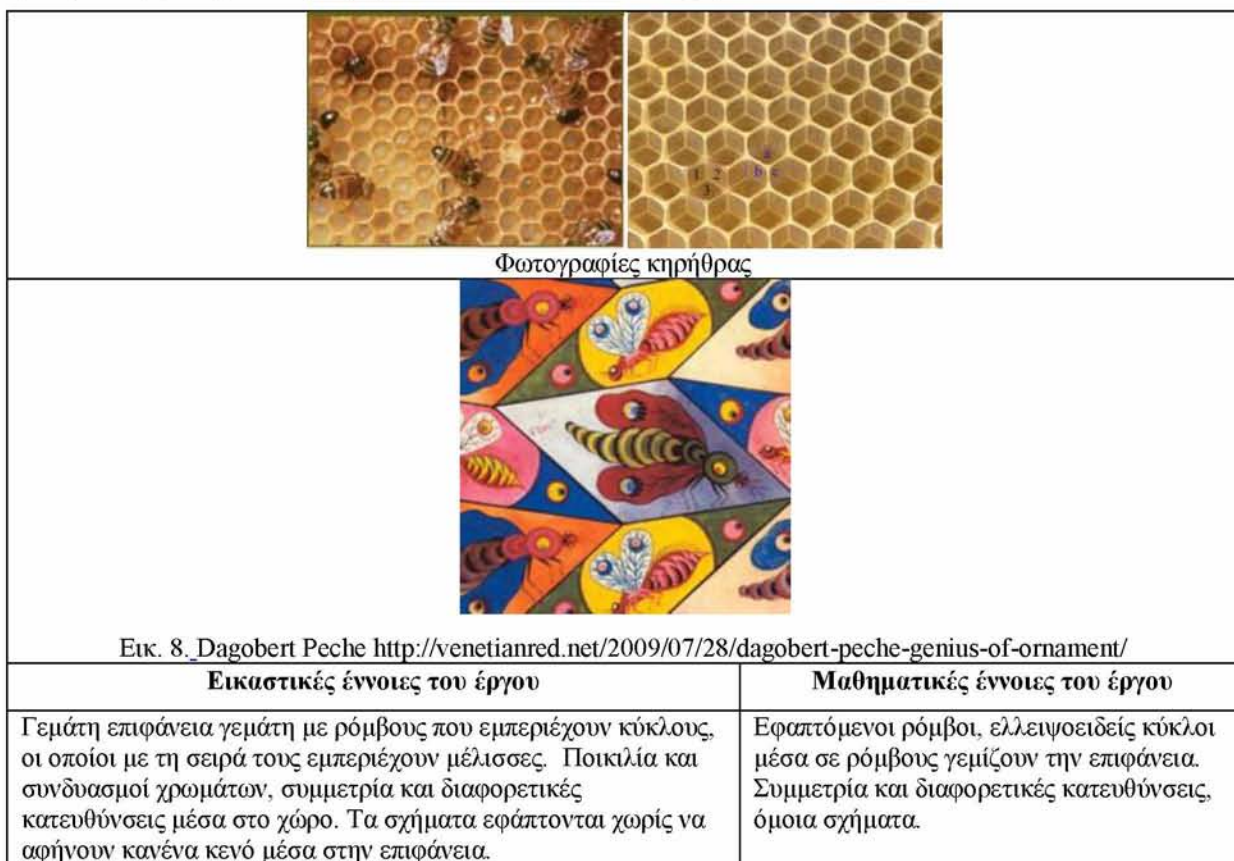 a
1 2 b c
3
Φωτογραφίες κηρήθρας
Εικ. 8. Dagobert Peche http://venetianred.net/2009/07/28/dagobert-peche-genius-of-ornament/
Εικαστικές έννοιες του έργου
Γεμάτη επιφάνεια γεμάτη με ρόμβους που εμπεριέχουν κύκλους,
οι οποίοι με τη σειρά τους εμπεριέχουν μέλισσες. Ποικιλία και
συνδυασμοί χρωμάτων, συμμετρία και διαφορετικές
κατευθύνσεις μέσα στο χώρο. Τα σχήματα εφάπτονται χωρίς να
αφήνουν κανένα κενό μέσα στην επιφάνεια.
Μαθηματικές έννοιες του έργου
Εφαπτόμενοι ρόμβοι, ελλειψοειδείς κύκλοι
μέσα σε ρόμβους γεμίζουν την επιφάνεια.
Συμμετρία και διαφορετικές κατευθύνσεις,
όμοια σχήματα.